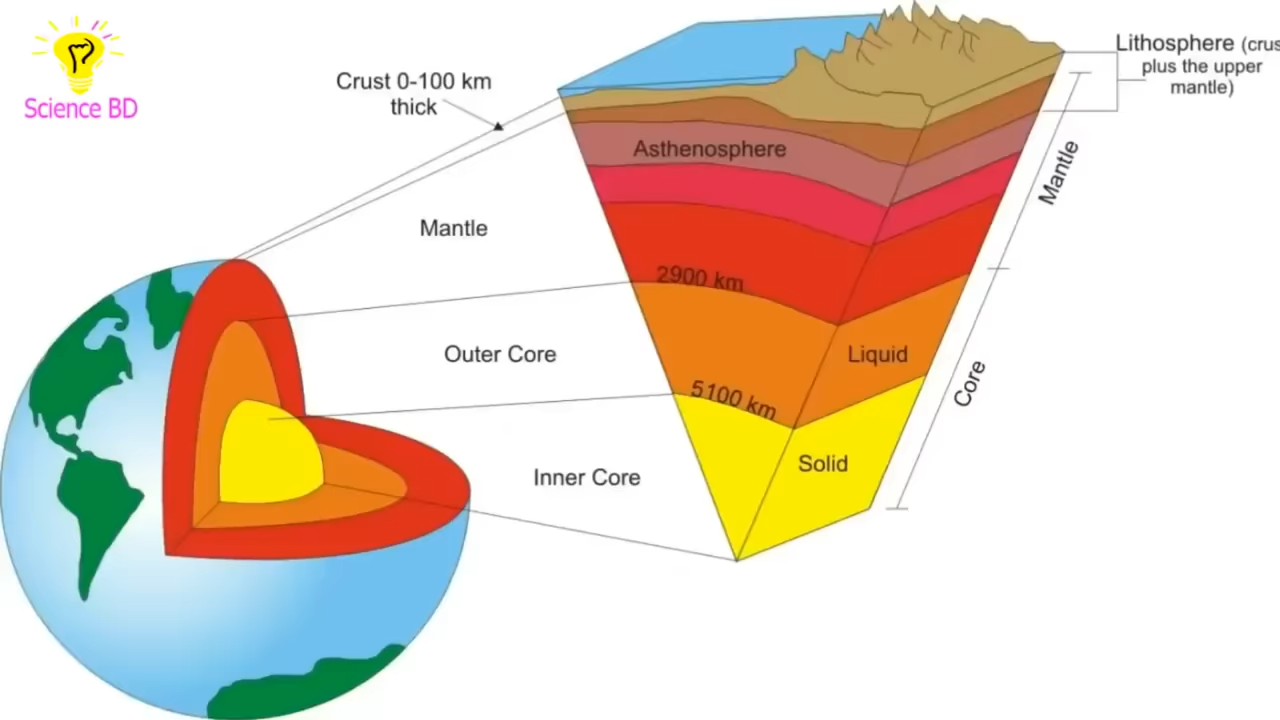 Science BD
Crust 0-100 km
thick
Lithosphere (crus
plus the upper
mantle)
Asthenosphere
Mantle
Mantle
2900 km
Outer Core
Liquid
5100 km
Core
Inner Core
Solid